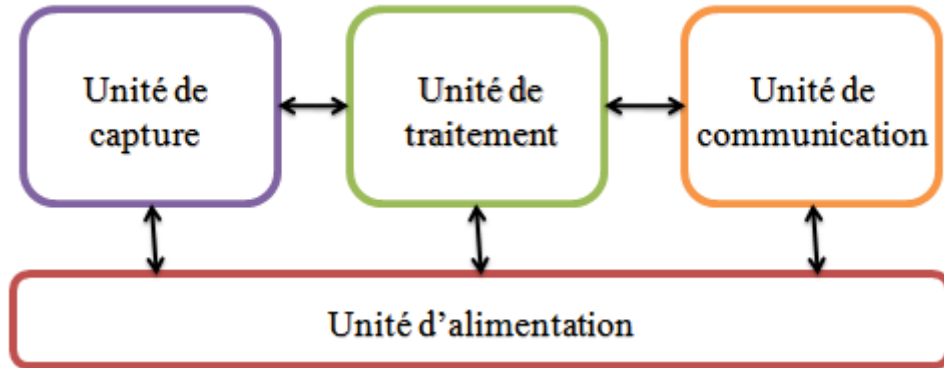 Unité de
capture
Unité de
traitement
Unité de
communication
Unité d’alimentation